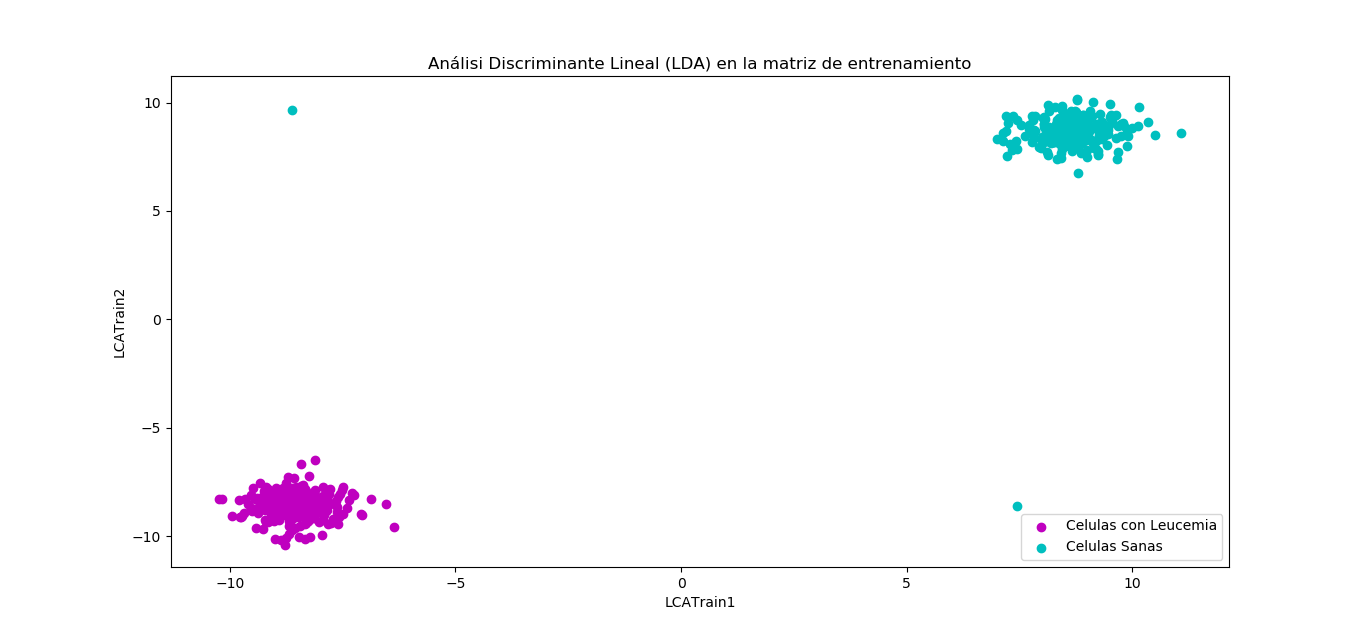 Análisi Discriminante Lineal (LDA) en la matriz de entrenamiento
10
5
0
−5
−10
LCATrain2
Celulas con Leucemia
Celulas Sanas
−10 −5 0 5 10
LCATrain1